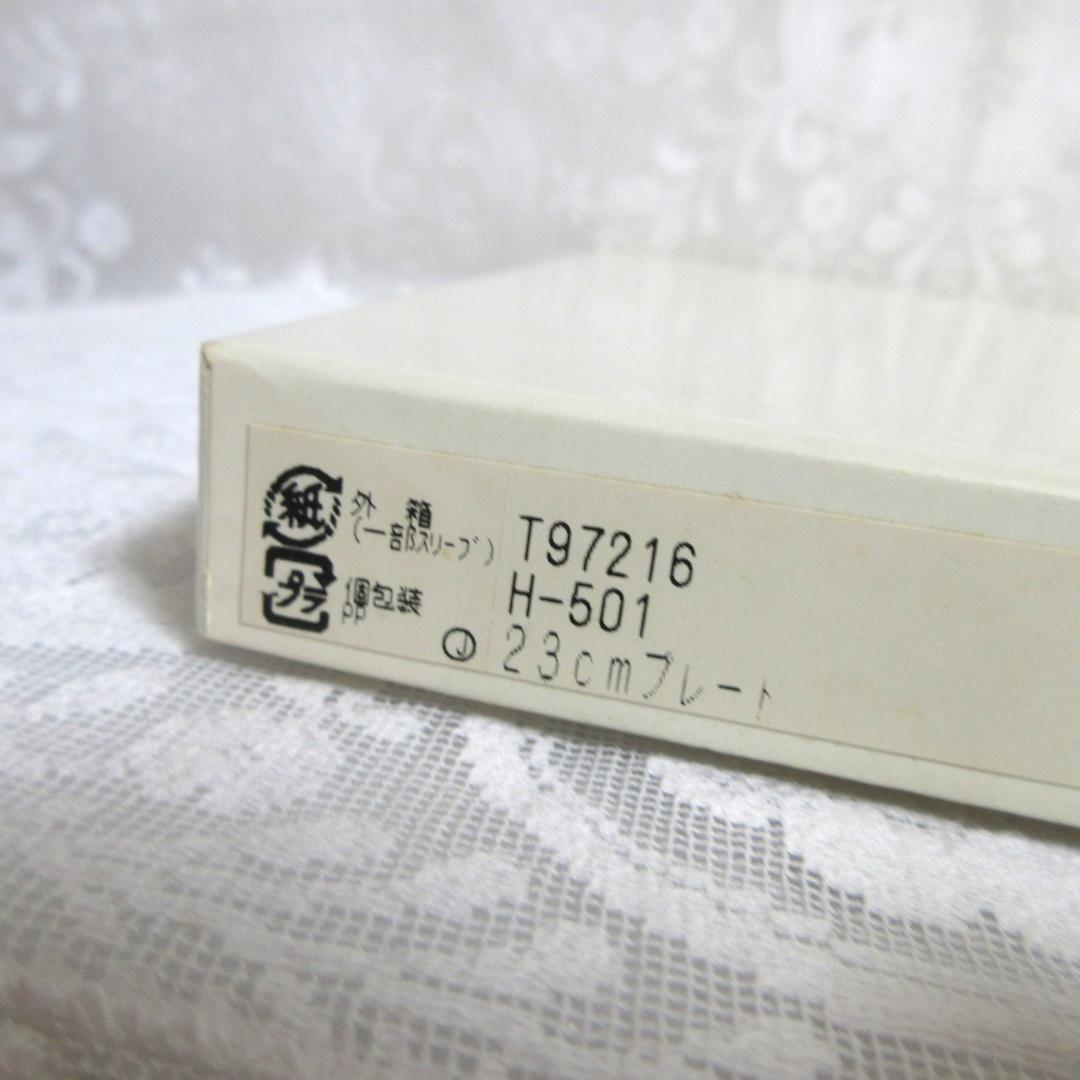 紙 外箱
(一部スリーブ)
プラ 個包装
PP
Ⓙ
T97216
H-501
23cmプレート